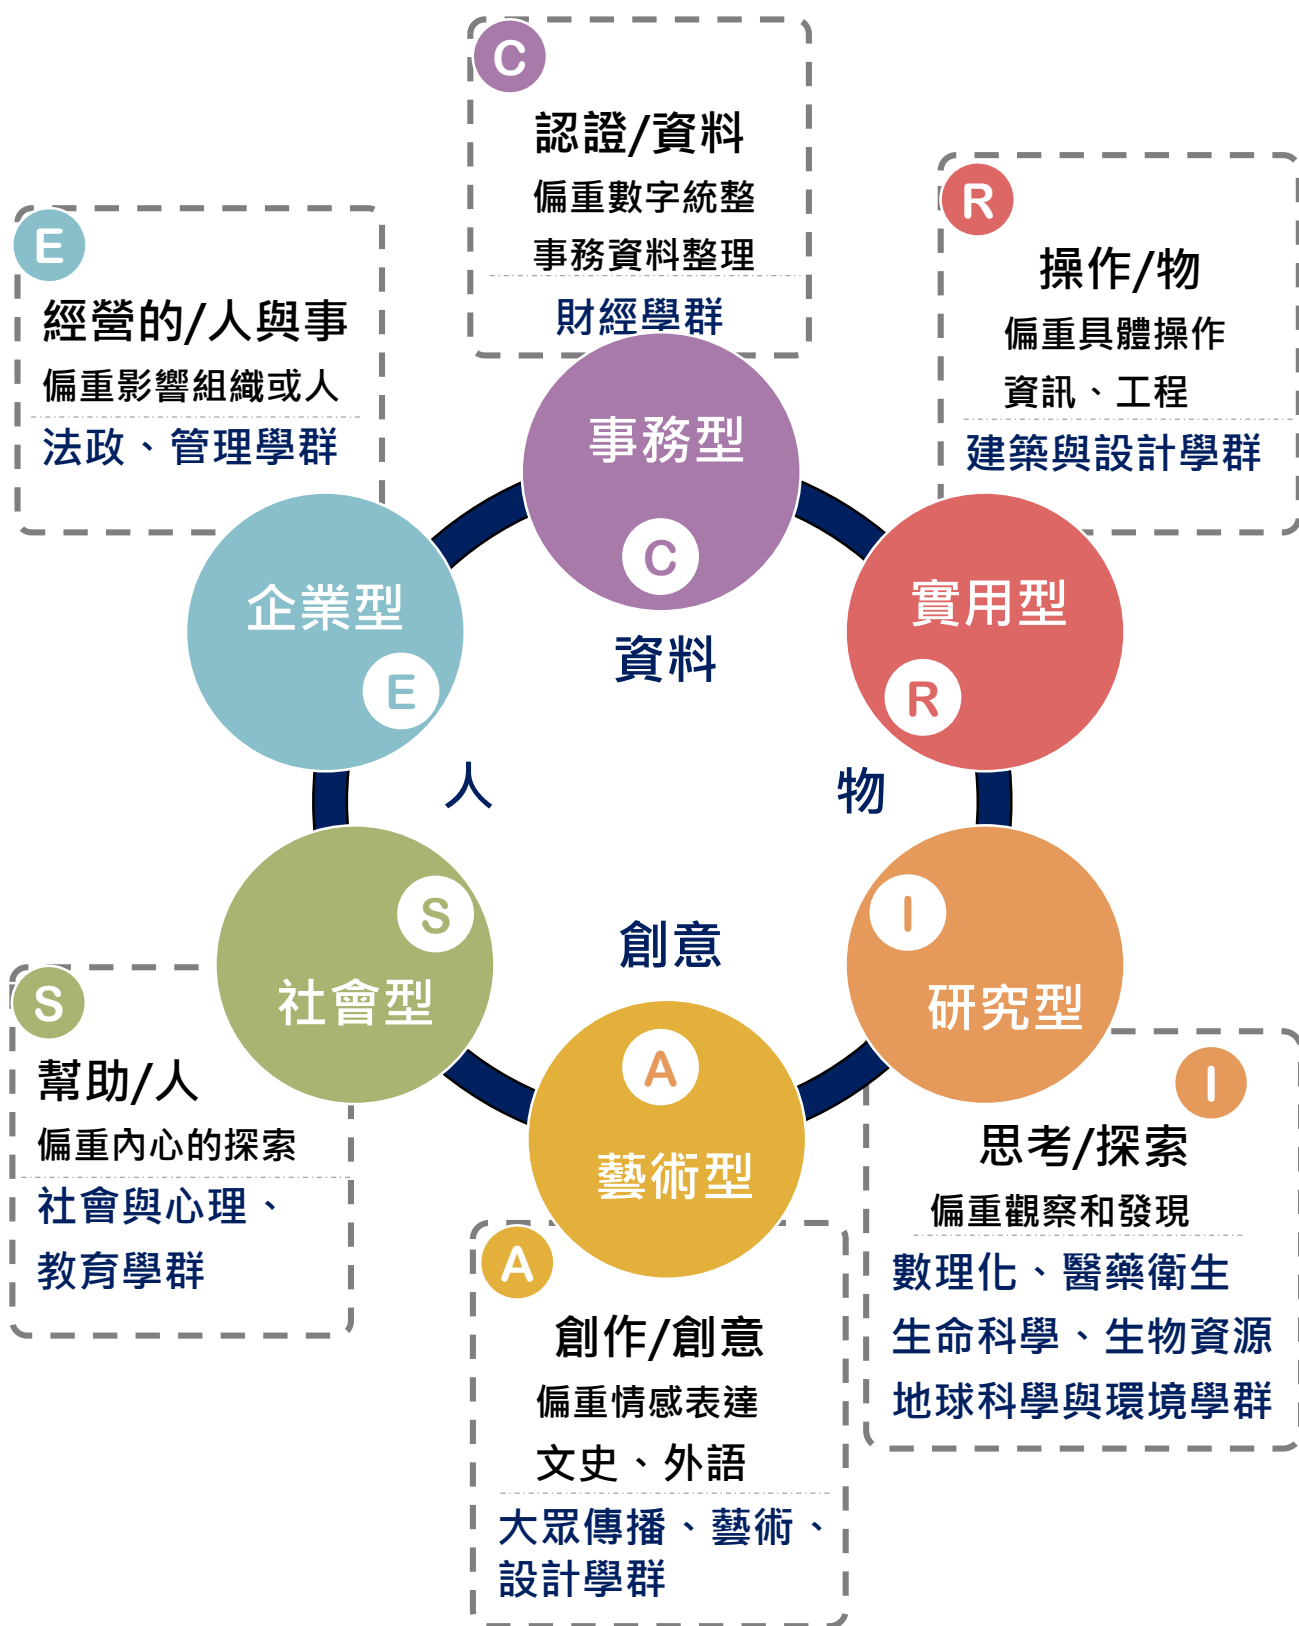 C
認證/資料
偏重數字統整
事務資料整理
財經學群
R
操作/物
偏重具體操作
資訊、工程
建築與設計學群
E
經營的/人與事
偏重影響組織或人
法政、管理學群
事務型
C
企業型
E
實用型
R
資料
人
物
創意
S
社會型
I
研究型
A
藝術型
S
幫助/人
偏重內心的探索
社會與心理、
教育學群
I
思考/探索
偏重觀察和發現
數理化、醫藥衛生
生命科學、生物資源
地球科學與環境學群
A
創作/創意
偏重情感表達
文史、外語
大眾傳播、藝術、
設計學群